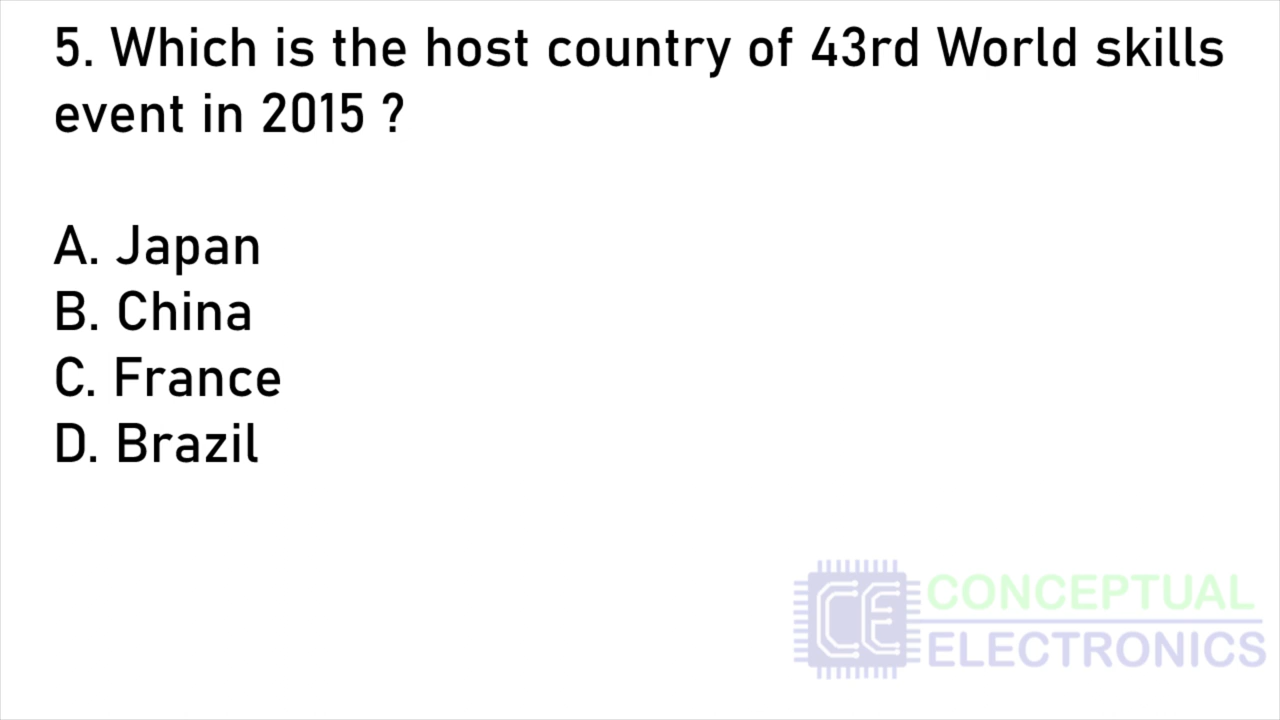 5. Which is the host country of 43rd World skills
event in 2015 ?
A. Japan
B. China
C. France
D. Brazil
CE
CONCEPTUAL
ELECTRONICS